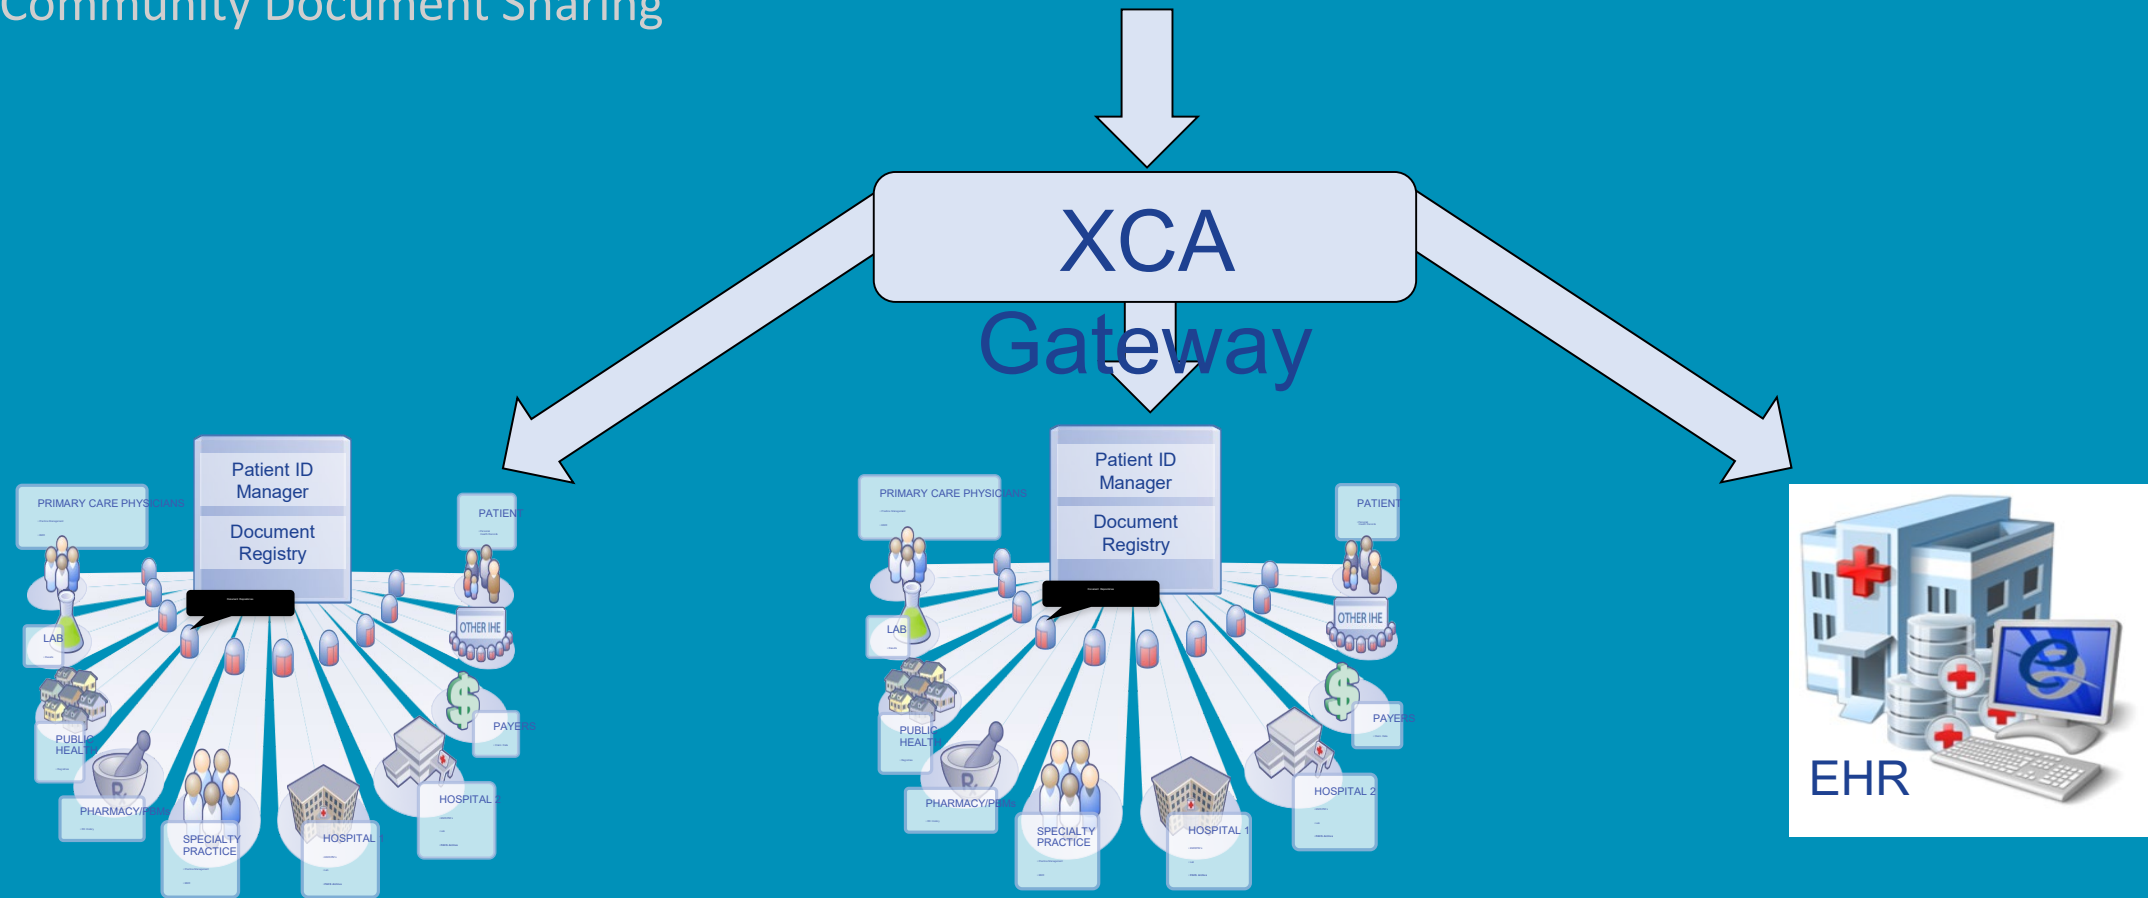 Community Document Sharing
XCA
Gateway
Patient ID
Manager
Document
Registry
PRIMARY CARE PHYSICIANS
PATIENT
LAB
OTHER IHE
PUBLIC
HEALTH
PAYERS
PHARMACY/PBMs
HOSPITAL 2
SPECIALTY
PRACTICE
HOSPITAL 1
Patient ID
Manager
Document
Registry
PRIMARY CARE PHYSICIANS
PATIENT
LAB
OTHER IHE
PUBLIC
HEALTH
PAYERS
PHARMACY/PBMs
HOSPITAL 2
SPECIALTY
PRACTICE
HOSPITAL 1
EHR